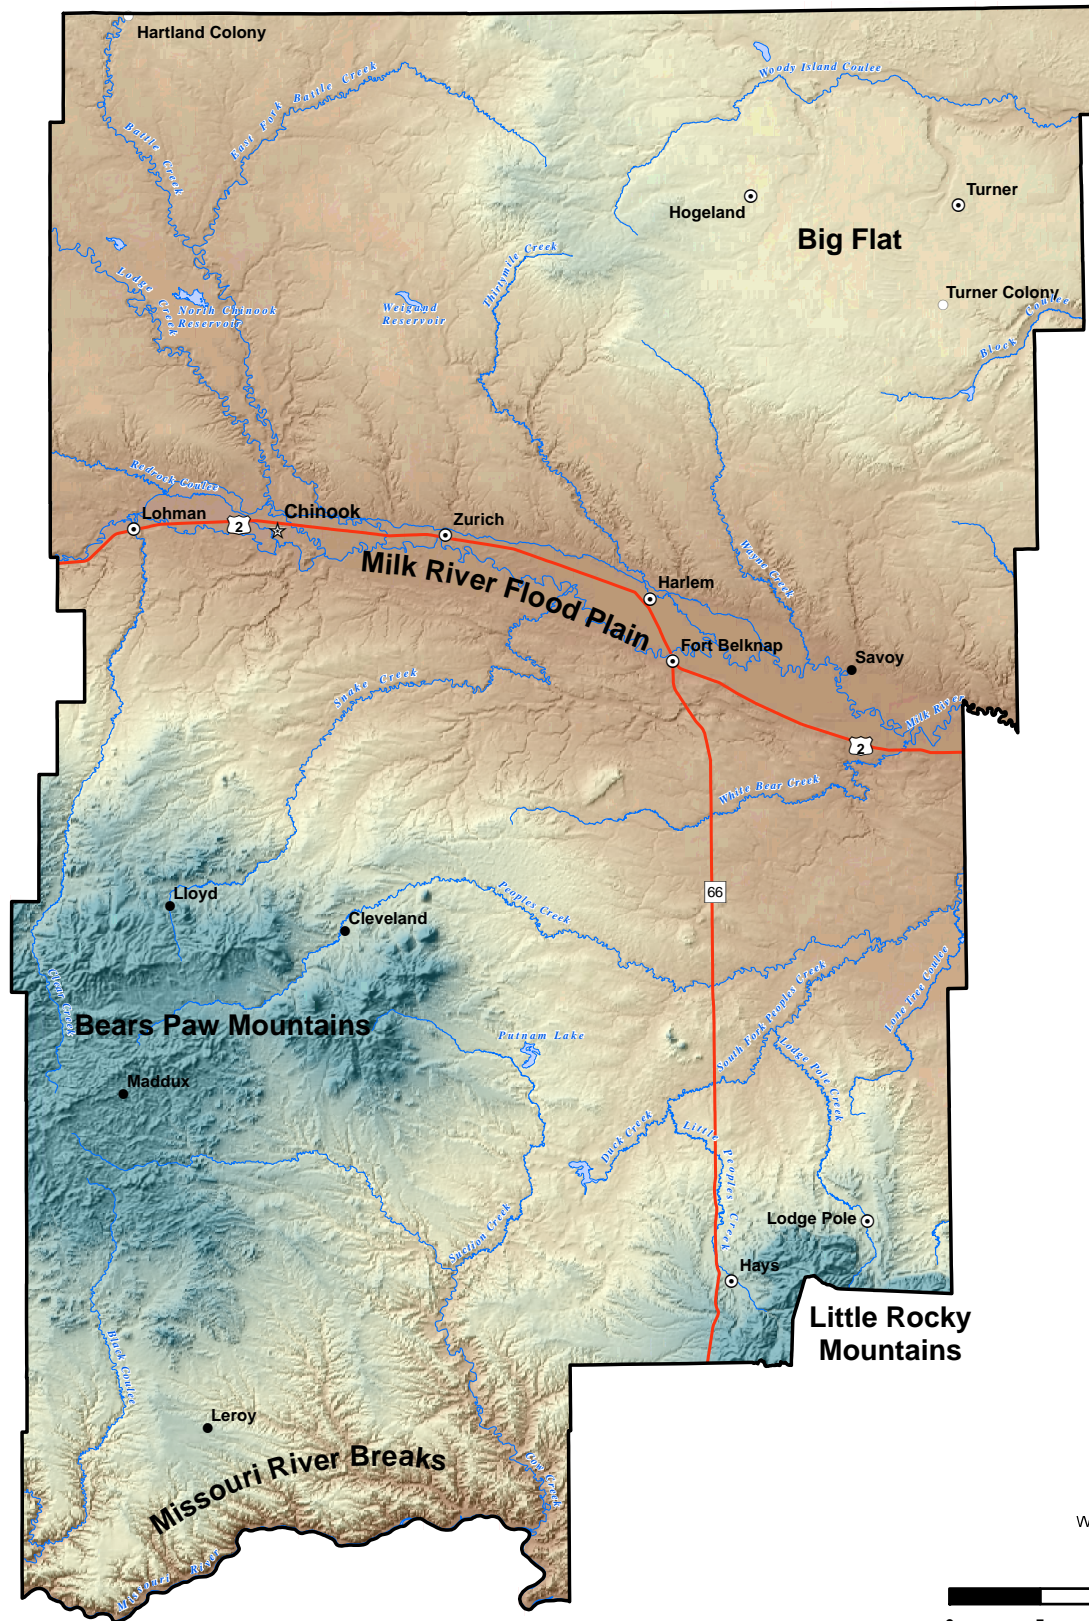 Hartland Colony
Woody Island Coulee
East Fork Battle Creek
Battle Creek
Turner
Hogeland
Big Flat
Thirtymile Creek
Lodge Creek
North Chinook
Reservoir
Weigand
Reservoir
Turner Colony
Black Coulee
Redrock Coulee
Lohman
2
Chinook
Zurich
Milk River Flood Plain
Wayne Creek
Harlem
Fort Belknap
Savoy
Snake Creek
Milk River
2
White Bear Creek
Lloyd
66
Peoples Creek
Cleveland
Clear Creek
Bears Paw Mountains
South Fork Peoples Creek
Lone Tree Coulee
Putnam Lake
Lodge Pole Creek
Maddux
Duck Creek
Little Peoples Creek
Lodge Pole
Suction Creek
Hays
Little Rocky
Mountains
Black Coulee
Leroy
Missouri River Breaks
Cow Creek
W
Missouri River